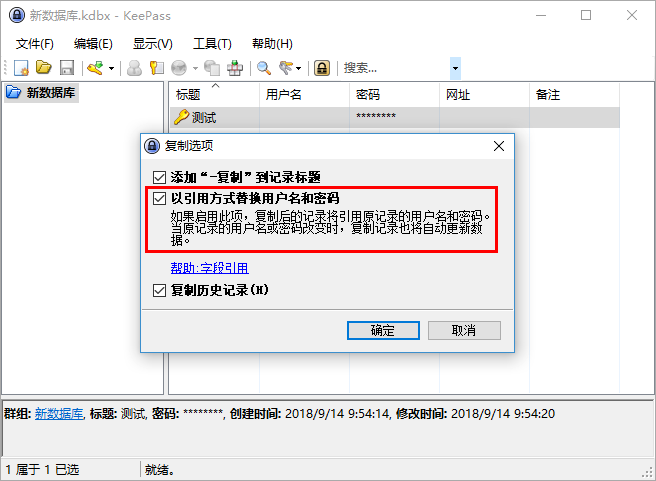 新数据库.kdbx - KeePass
文件(F) 编辑(E) 显示(V) 工具(T) 帮助(H)
搜索...
新数据库
标题 用户名 密码 网址 备注
测试 ********
复制选项
添加“-复制”到记录标题
以引用方式替换用户名和密码
如果启用此项，复制后的记录将引用原记录的用户名和密码。
当原记录的用户名或密码改变时，复制记录也将自动更新数
据。
帮助:字段引用
复制历史记录(H)
确定 取消
群组: 新数据库, 标题: 测试, 密码: ********, 创建时间: 2018/9/14 9:54:14, 修改时间: 2018/9/14 9:54:20
1 属于 1 已选 就绪。